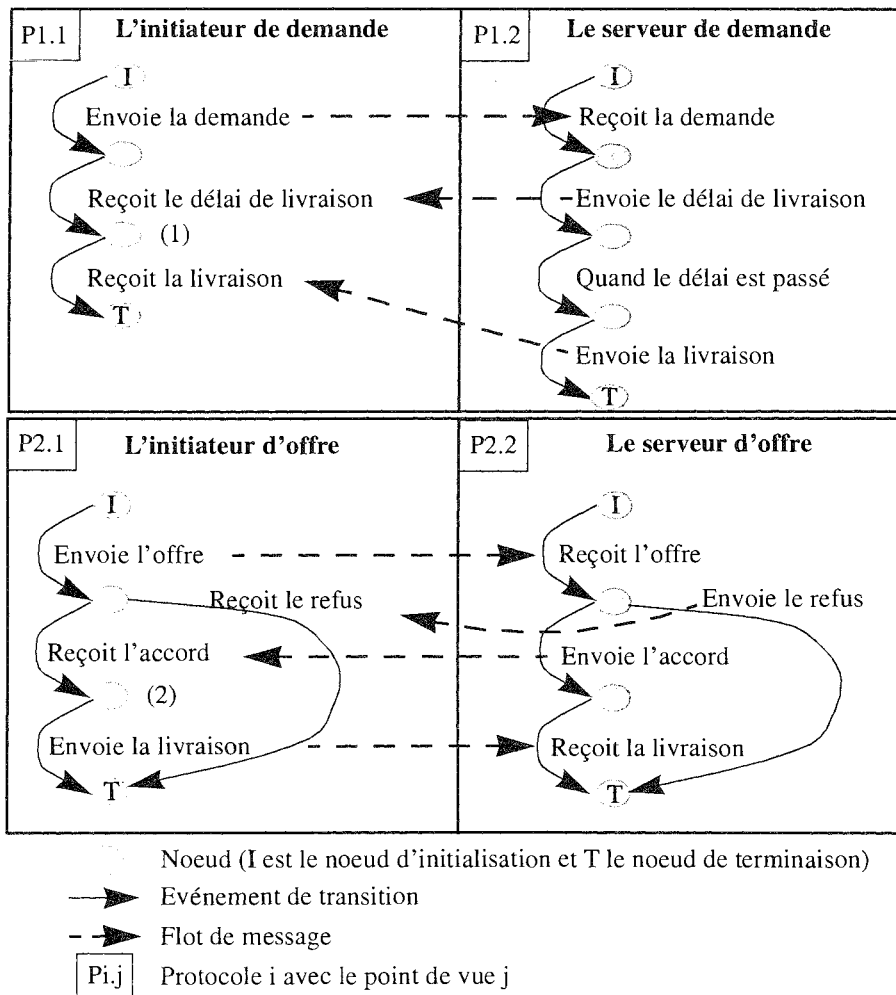 P1.1
L'initiateur de demande
I
Envoie la demande
Reçoit le délai de livraison
(1)
Reçoit la livraison
T
P1.2
Le serveur de demande
I
Reçoit la demande
Envoie le délai de livraison
Quand le délai est passé
Envoie la livraison
T
P2.1
L'initiateur d'offre
I
Envoie l'offre
Reçoit le refus
Reçoit l'accord
(2)
Envoie la livraison
T
P2.2
Le serveur d'offre
I
Reçoit l'offre
Envoie le refus
Envoie l'accord
Reçoit la livraison
T
Noeud (I est le noeud d'initialisation et T le noeud de terminaison)
Evénement de transition
Flot de message
Pi.j Protocole i avec le point de vue j